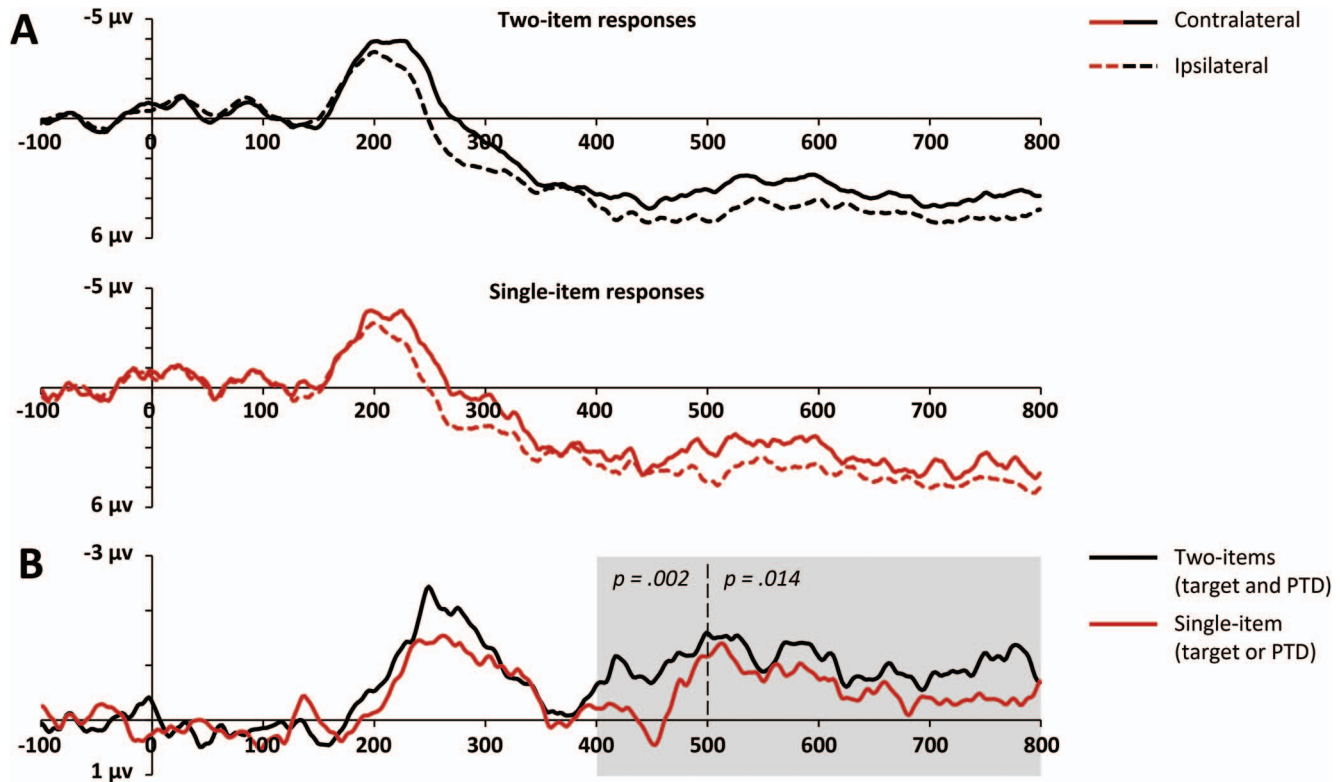 A
-5 μv
Two-item responses
Contralateral
Ipsilateral
-100 0 100 200 300 400 500 600 700 800
6 μv
-5 μv
Single-item responses
-100 0 100 200 300 400 500 600 700 800
6 μv
B
-3 μv
p = .002 p = .014
Two-items
(target and PTD)
Single-item
(target or PTD)
-100 0 100 200 300 400 500 600 700 800
1 μv